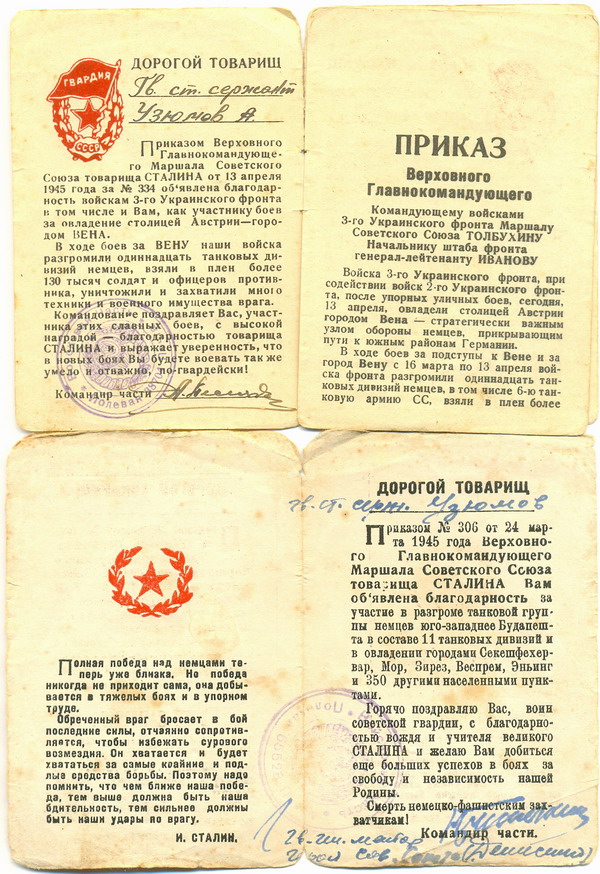 ГВАРДИЯ
СССР
ДОРОГОЙ ТОВАРИЩ
Гв. ст. сержант
Узюмов А.
Приказом Верховного
Главнокомандующе-
го Маршала Советского
Союза товарища СТАЛИНА от 13 апреля
1945 года за № 334 об'явлена благодар-
ность войскам 3-го Украинского фронта
в том числе и Вам, как участнику боев
за овладение столицей Австрии—горо-
дом ВЕНА.
В ходе боев за ВЕНУ наши войска
разгромили одиннадцать танковых ди-
визий немцев, взяли в плен более
130 тысяч солдат и офицеров против-
ника, уничтожили и захватили много
техники и военного имущества врага.
Командование поздравляет Вас, участ-
ника этих славных боев, с высокой
наградой — благодарностью товарища
СТАЛИНА и выражает уверенность, что
в новых боях Вы будете воевать так же
умело и отважно, по-гвардейски!
Командир части
ПРИКАЗ
Верховного
Главнокомандующего
Командующему войсками
3-го Украинского фронта Маршалу
Советского Союза ТОЛБУХИНУ
Начальнику штаба фронта
генерал-лейтенанту ИВАНОВУ
Войска 3-го Украинского фронта, при
содействии войск 2-го Украинского фрон-
та, после упорных уличных боев, сегодня,
13 апреля, овладели столицей Австрии
городом Вена — стратегически важным
узлом обороны немцев, прикрывающим
пути к южным районам Германии.
В ходе боев за подступы к Вене и за
город Вену с 16 марта по 13 апреля вой-
ска фронта разгромили одиннадцать тан-
ковых дивизий немцев, в том числе 6-ю тан-
ковую армию СС, взяли в плен более
Полная победа над немцами те-
перь уже близка. Но победа
никогда не приходит сама, она добы-
вается в тяжелых боях и в упорном
труде.
Обреченный враг бросает в бой
последние силы, отчаянно сопротив-
ляется, чтобы избежать сурового
возмездия. Он хватается и будет
хвататься за самые крайние и под-
лые средства борьбы. Поэтому надо
помнить, что чем ближе наша побе-
да, тем выше должна быть наша
бдительность, тем сильнее должны
быть наши удары по врагу.
И. СТАЛИН.
ДОРОГОЙ ТОВАРИЩ
гв. ст. серж. Узюмов
Приказом № 306 от 24 мар-
та 1945 года Верховно-
го Главнокомандующего
Маршала Советского Союза
товарища СТАЛИНА Вам
об'явлена благодарность за
участие в разгроме танковой груп-
пы немцев юго-западнее Будапеш-
та в составе 11 танковых дивизий и
в овладении городами Секешфехер-
вар, Мор, Зирез, Веспрем, Эньинг
и 350 другими населенными пунк-
тами.
Горячо поздравляю Вас, воин
советской гвардии, с благодарно-
стью вождя и учителя великого
СТАЛИНА и желаю Вам добиться
еще больших успехов в боях за
свободу и независимость нашей
Родины.
Смерть немецко-фашистским зах-
ватчикам!
Командир части.
Гв. ген. майор
Герой Сов. Союза (Денисенко)